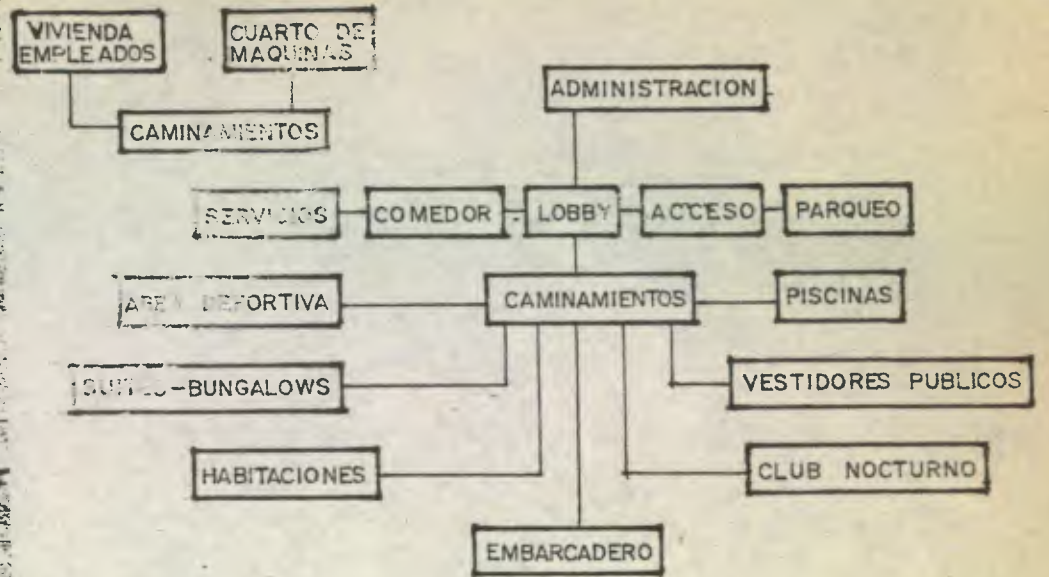 VIVIENDA
EMPLEADOS
CUARTO DE
MAQUINAS
CAMINAMIENTOS
ADMINISTRACION
SERVICIOS
COMEDOR
LOBBY
ACCESO
PARQUEO
AREA DEPORTIVA
CAMINAMIENTOS
PISCINAS
SUITES-BUNGALOWS
VESTIDORES PUBLICOS
HABITACIONES
CLUB NOCTURNO
EMBARCADERO